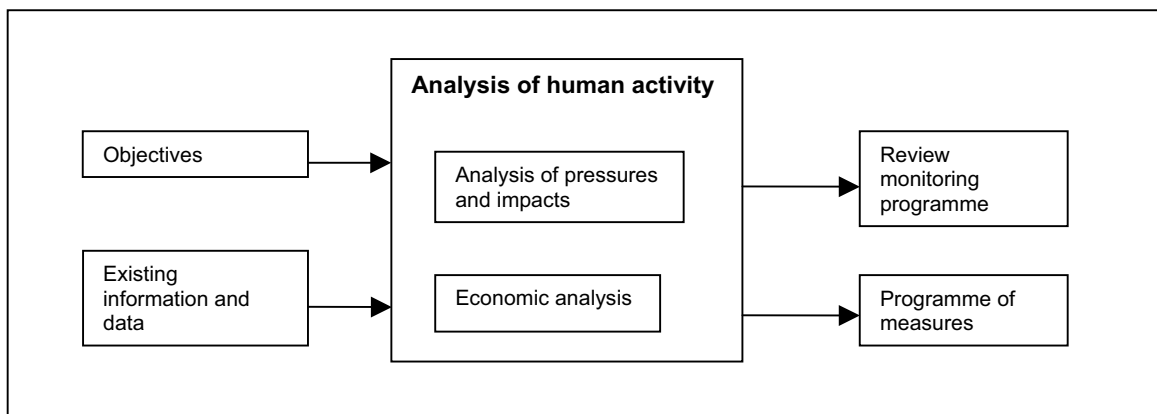 Analysis of human activity
Objectives
Analysis of pressures
and impacts
Review
monitoring
programme
Existing
information and
data
Economic analysis
Programme of
measures